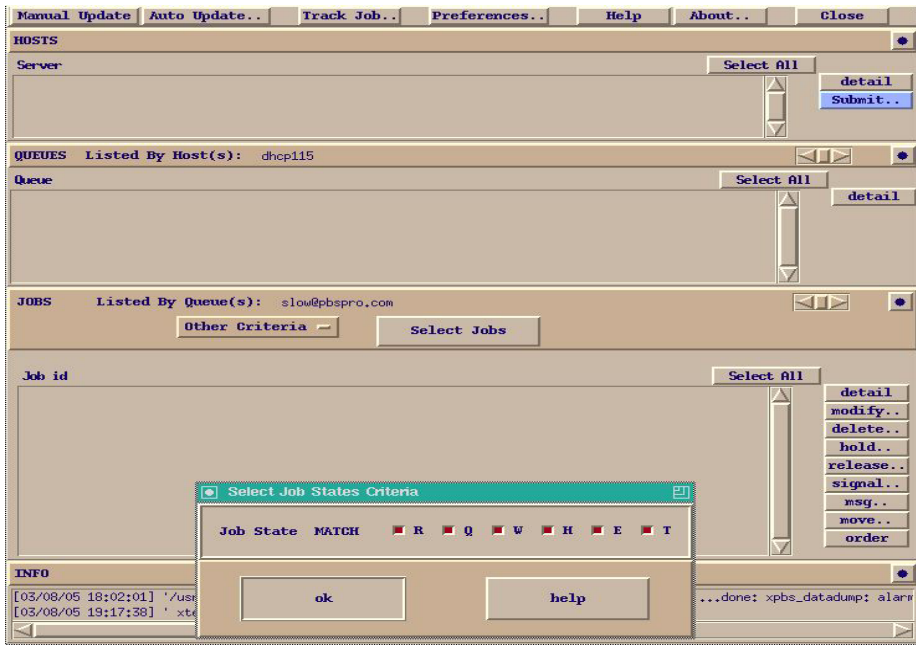 Manual Update Auto Update.. Track Job.. Preferences.. Help About.. Close
HOSTS
Server Select All
detail
Submit..
QUEUES Listed By Host(s): dhcp115
Queue Select All
detail
JOBS Listed By Queue(s): slow@pbspro.com
Other Criteria Select Jobs
Job id Select All
detail
modify..
delete..
hold..
release..
signal..
msg..
move..
order
Select Job States Criteria
Job State MATCH R Q W H E T
ok help
INFO
[03/08/05 18:02:01] '/us ...done: xpbs_datadump: alarm
[03/08/05 19:17:38] ' xte